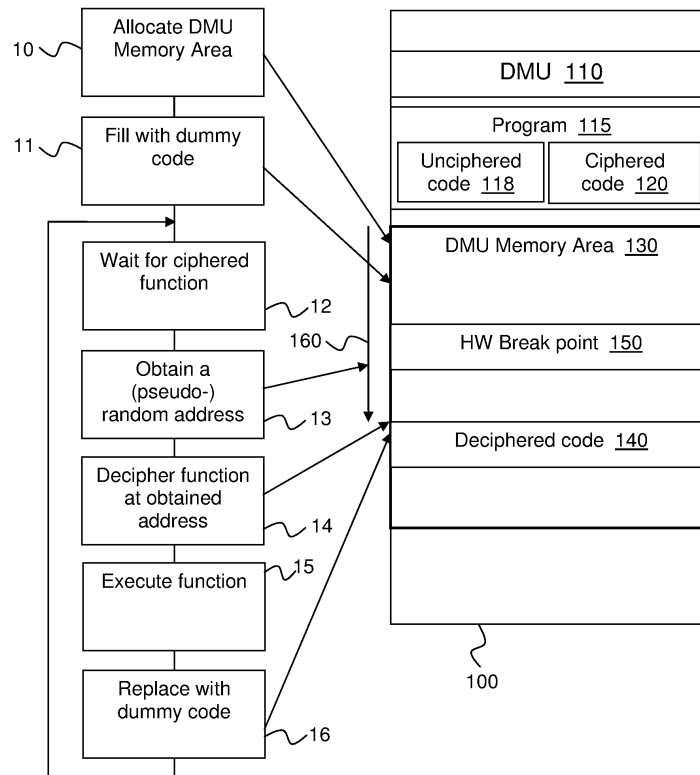 Allocate DMU
Memory Area
10
Fill with dummy
code
11
Wait for ciphered
function
12
Obtain a
(pseudo-)
random address
13
Decipher function
at obtained
address
14
15
Execute function
Replace with
dummy code
16
DMU 110
Program 115
Unciphered
code 118
Ciphered
code 120
DMU Memory Area 130
160
HW Break point 150
Deciphered code 140
100